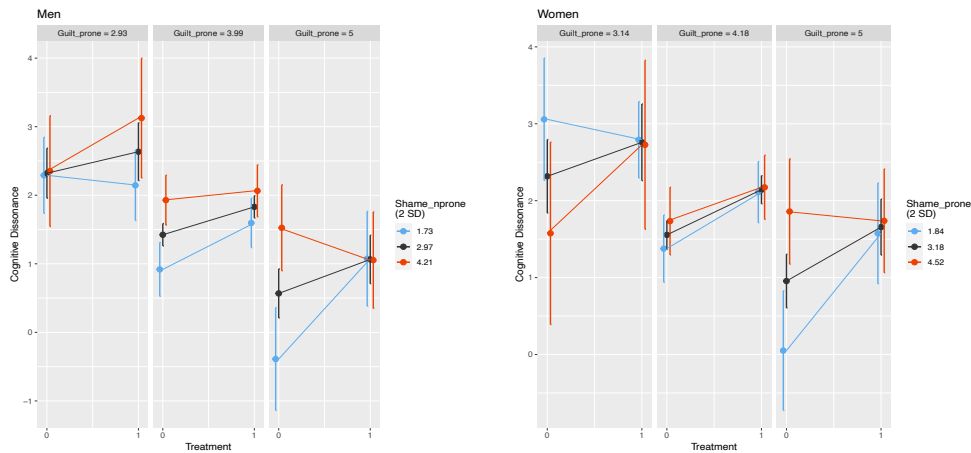 Men
Guilt_prone = 2.93
Guilt_prone = 3.99
Guilt_prone = 5
4
3
2
1
0
−1
Cognitive Dissonance
0
1
0
1
0
1
Treatment
Shame_nprone
(2 SD)
1.73
2.97
4.21
Women
Guilt_prone = 3.14
Guilt_prone = 4.18
Guilt_prone = 5
4
3
2
1
0
Cognitive Dissonance
0
1
0
1
0
1
Treatment
Shame_prone
(2 SD)
1.84
3.18
4.52